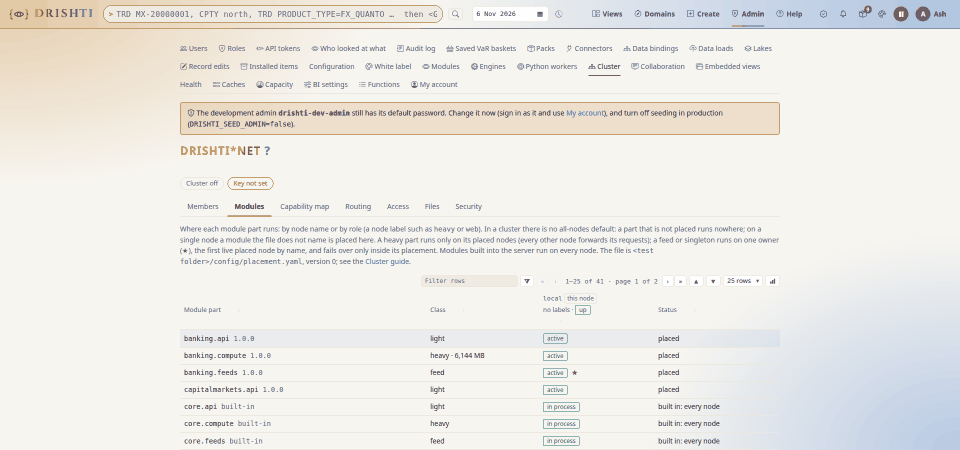 DRISHTI
> TRD MX-20000001, CPTY north, TRD PRODUCT_TYPE=FX_QUANTO … then <G
6 Nov 2026
Views
Domains
Create
Admin
Help
A Ash
Users
Roles
API tokens
Who looked at what
Audit log
Saved VaR baskets
Packs
Connectors
Data bindings
Data loads
Lakes
Record edits
Installed items
Configuration
White label
Modules
Engines
Python workers
Cluster
Collaboration
Embedded views
Health
Caches
Capacity
BI settings
Functions
My account
The development admin drishti-dev-admin still has its default password. Change it now (sign in as it and use My account), and turn off seeding in production
(DRISHTI_SEED_ADMIN=false).
DRISHTI*NET ?
Cluster off
Key not set
Members
Modules
Capability map
Routing
Access
Files
Security
Where each module part runs: by node name or by role (a node label such as heavy or web). In a cluster there is no all-nodes default: a part that is not placed runs nowhere; on a
single node a module the file does not name is placed here. A heavy part runs only on its placed nodes (every other node forwards its requests); a feed or singleton runs on one owner
(★), the first live placed node by name, and fails over only inside its placement. Modules built into the server run on every node. The file is <test
folder>/config/placement.yaml, version 0; see the Cluster guide.
Filter rows
« ‹ 1–25 of 41 · page 1 of 2 › » ▲ ▼ 25 rows ▾
Module part
Class
local this node
no labels · up
Status
banking.api 1.0.0 light active placed
banking.compute 1.0.0 heavy · 6,144 MB active placed
banking.feeds 1.0.0 feed active ★ placed
capitalmarkets.api 1.0.0 light active placed
core.api built-in light in process built in: every node
core.compute built-in heavy in process built in: every node
core.feeds built-in feed in process built in: every node